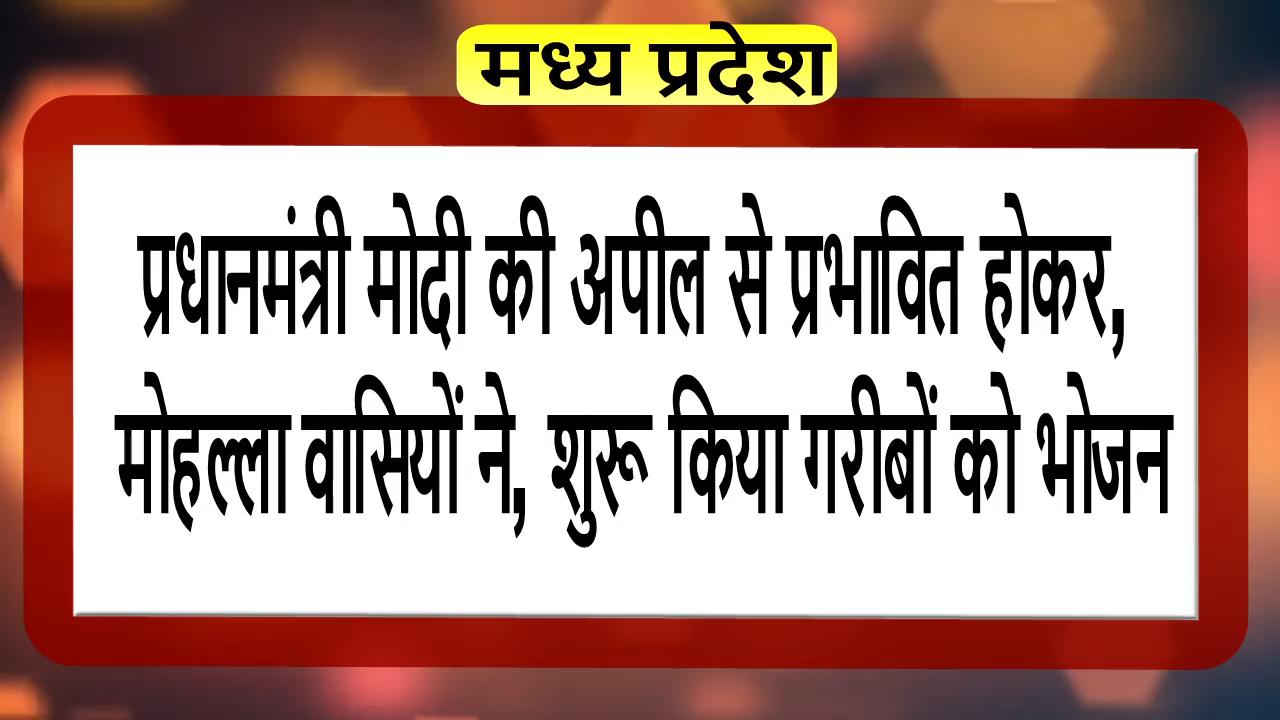 मध्य प्रदेश
प्रधानमंत्री मोदी की अपील से प्रभावित होकर,
मोहल्ला वासियों ने, शुरू किया गरीबों को भोजन